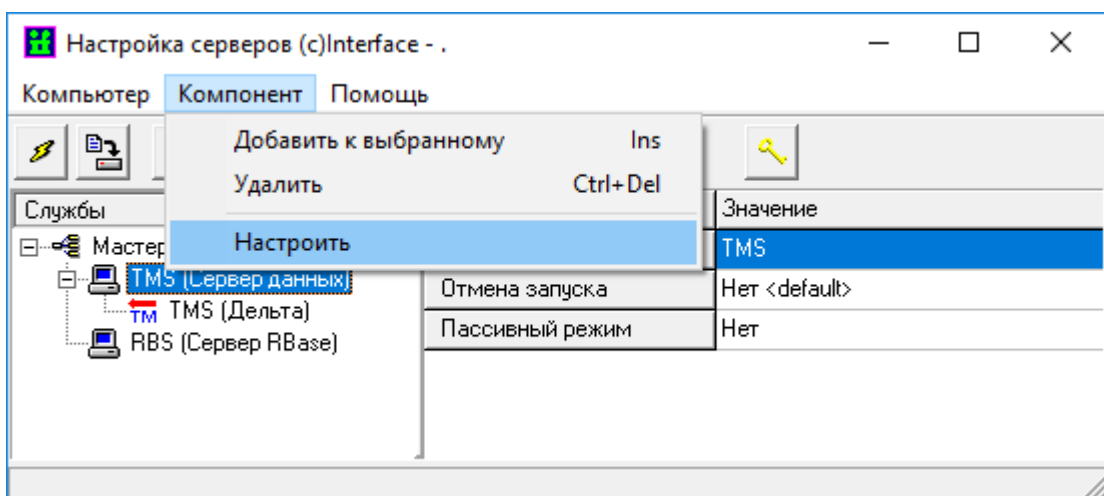 Настройка серверов (c)Interface - .
Компьютер Компонент Помощь
Добавить к выбранному Ins
Удалить Ctrl+Del
Настроить
Службы
Значение
TMS
TMS (Сервер данных)
Отмена запуска Нет <default>
TM TMS (Дельта)
Пассивный режим Нет
RBS (Сервер RBase)